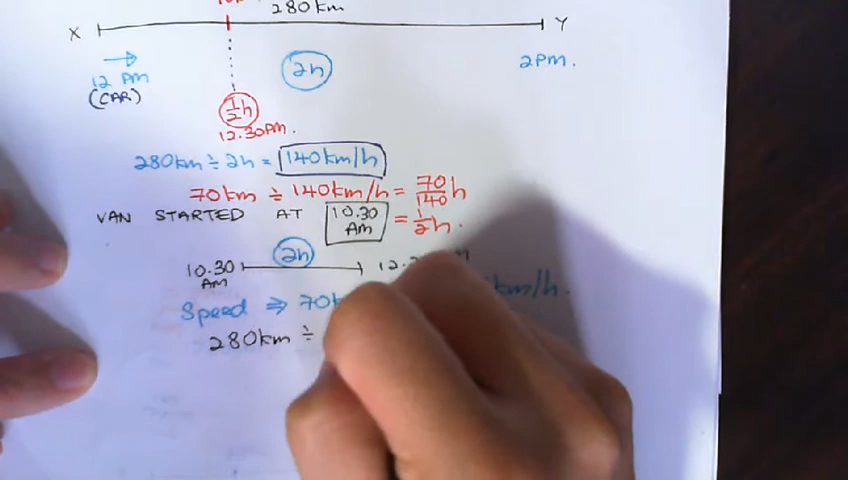 280km
X Y
12 AM 2h 2pm.
(CAR)
1/2h
12.30PM.
280km ÷ 2h = 140km/h
70km ÷ 140km/h = 70/140 h
VAN STARTED AT 10.30 AM = 1/2h.
2h
10.30 AM
Speed ⇒ km/h.
280km ÷